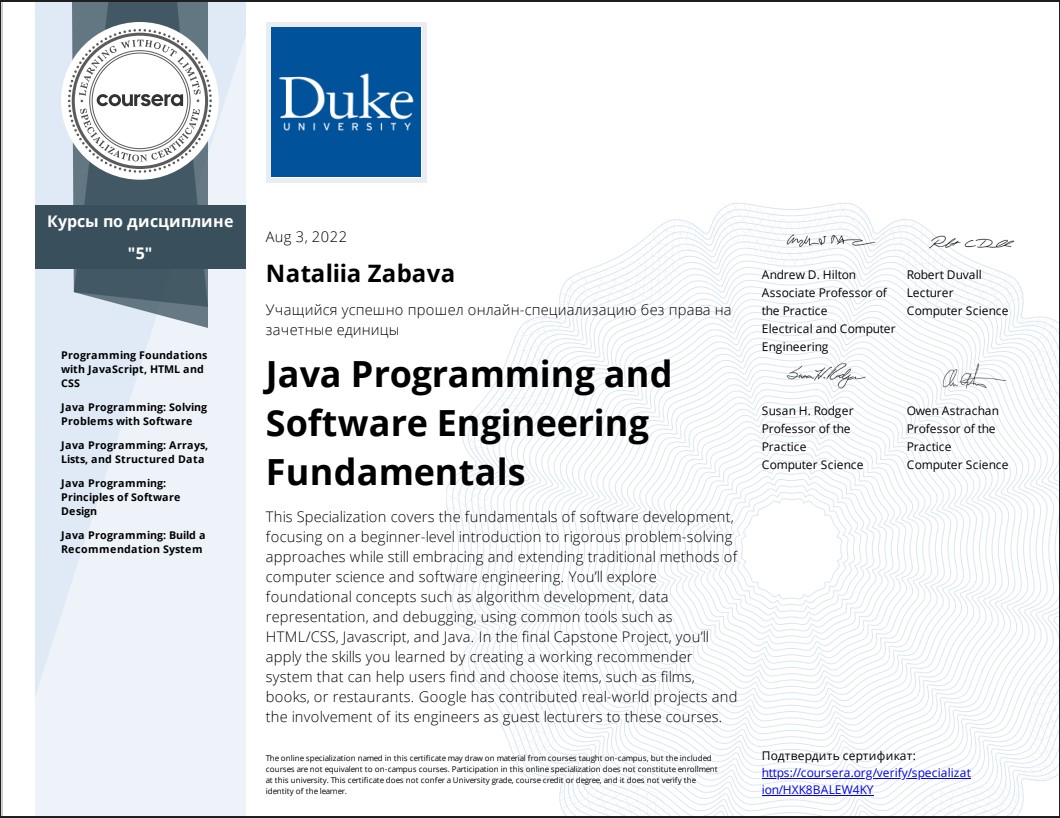 LEARNING WITHOUT LIMITS
coursera
SPECIALIZATION CERTIFICATE
Курсы по дисциплине
"5"
Programming Foundations
with JavaScript, HTML and
CSS
Java Programming: Solving
Problems with Software
Java Programming: Arrays,
Lists, and Structured Data
Java Programming:
Principles of Software
Design
Java Programming: Build a
Recommendation System
Duke
UNIVERSITY
Aug 3, 2022
Nataliia Zabava
Учащийся успешно прошел онлайн-специализацию без права на
зачетные единицы
Java Programming and
Software Engineering
Fundamentals
This Specialization covers the fundamentals of software development,
focusing on a beginner-level introduction to rigorous problem-solving
approaches while still embracing and extending traditional methods of
computer science and software engineering. You'll explore
foundational concepts such as algorithm development, data
representation, and debugging, using common tools such as
HTML/CSS, Javascript, and Java. In the final Capstone Project, you'll
apply the skills you learned by creating a working recommender
system that can help users find and choose items, such as films,
books, or restaurants. Google has contributed real-world projects and
the involvement of its engineers as guest lecturers to these courses.
The online specialization named in this certificate may draw on material from courses taught on-campus, but the included
courses are not equivalent to on-campus courses. Participation in this online specialization does not constitute enrollment
at this university. This certificate does not confer a University grade, course credit or degree, and it does not verify the
identity of the learner.
Andrew D. Hilton
Associate Professor of
the Practice
Electrical and Computer
Engineering
Robert Duvall
Lecturer
Computer Science
Susan H. Rodger
Professor of the
Practice
Computer Science
Owen Astrachan
Professor of the
Practice
Computer Science
Подтвердить сертификат:
https://coursera.org/verify/specializat
ion/HXK8BALEW4KY